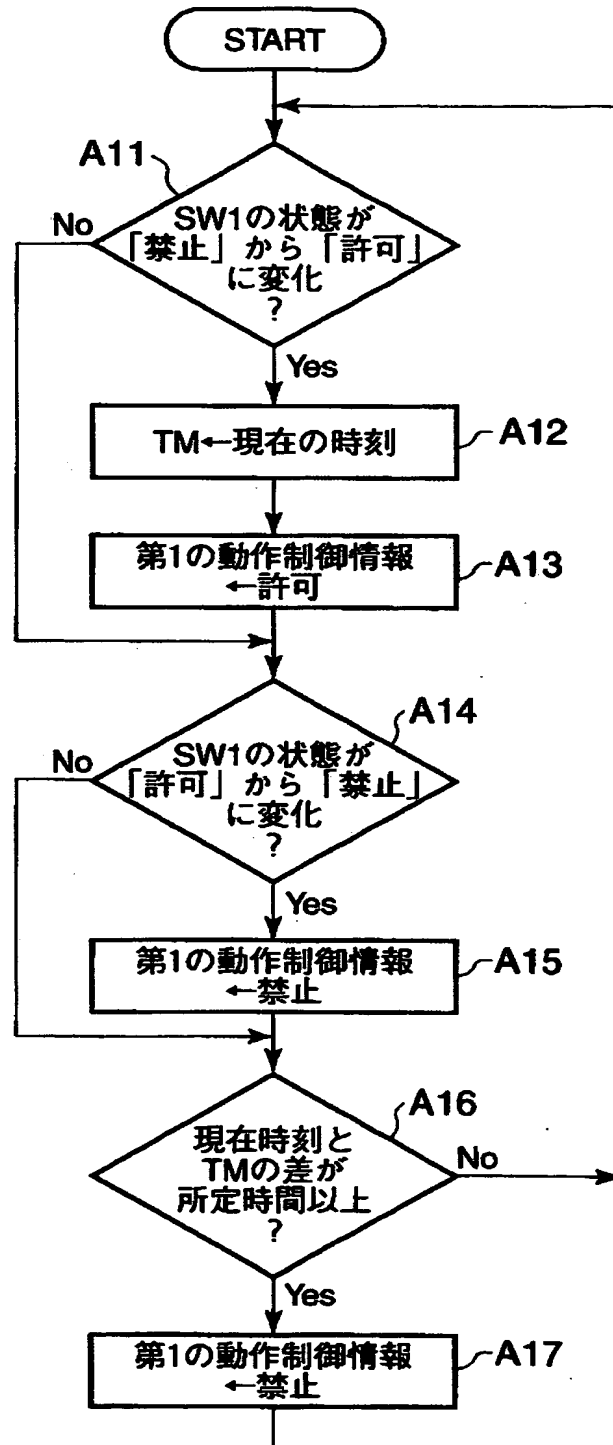 START
A11
SW1の状態が
「禁止」から「許可」
に変化
?
No
Yes
TM←現在の時刻
A12
第1の動作制御情報
←許可
A13
A14
SW1の状態が
「許可」から「禁止」
に変化
?
No
Yes
第1の動作制御情報
←禁止
A15
A16
現在時刻と
TMの差が
所定時間以上
?
No
Yes
第1の動作制御情報
←禁止
A17